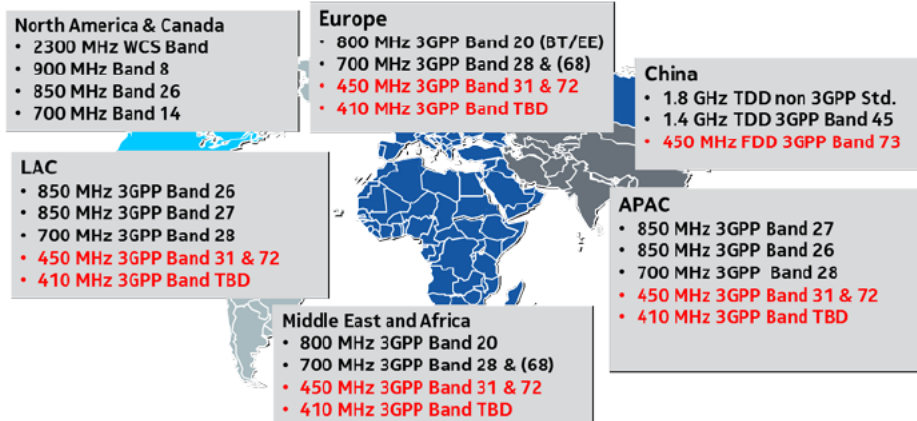 North America & Canada
• 2300 MHz WCS Band
• 900 MHz Band 8
• 850 MHz Band 26
• 700 MHz Band 14
Europe
• 800 MHz 3GPP Band 20 (BT/EE)
• 700 MHz 3GPP Band 28 & (68)
• 450 MHz 3GPP Band 31 & 72
• 410 MHz 3GPP Band TBD
China
• 1.8 GHz TDD non 3GPP Std.
• 1.4 GHz TDD 3GPP Band 45
• 450 MHz FDD 3GPP Band 73
LAC
• 850 MHz 3GPP Band 26
• 850 MHz 3GPP Band 27
• 700 MHz 3GPP Band 28
• 450 MHz 3GPP Band 31 & 72
• 410 MHz 3GPP Band TBD
APAC
• 850 MHz 3GPP Band 27
• 850 MHz 3GPP Band 26
• 700 MHz 3GPP Band 28
• 450 MHz 3GPP Band 31 & 72
• 410 MHz 3GPP Band TBD
Middle East and Africa
• 800 MHz 3GPP Band 20
• 700 MHz 3GPP Band 28 & (68)
• 450 MHz 3GPP Band 31 & 72
• 410 MHz 3GPP Band TBD